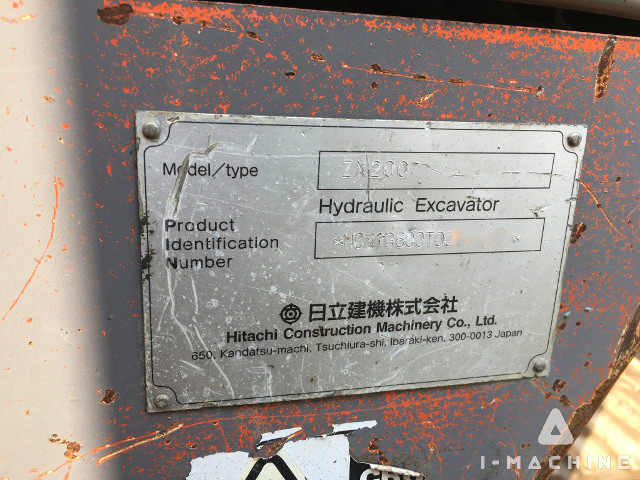 Model/type ZX200
Hydraulic Excavator
Product
Identification
Number
日立建機株式会社
Hitachi Construction Machinery Co., Ltd.
650, Kandatsu-machi, Tsuchiura-shi, Ibaraki-ken, 300-0013 Japan
I-MACHINE